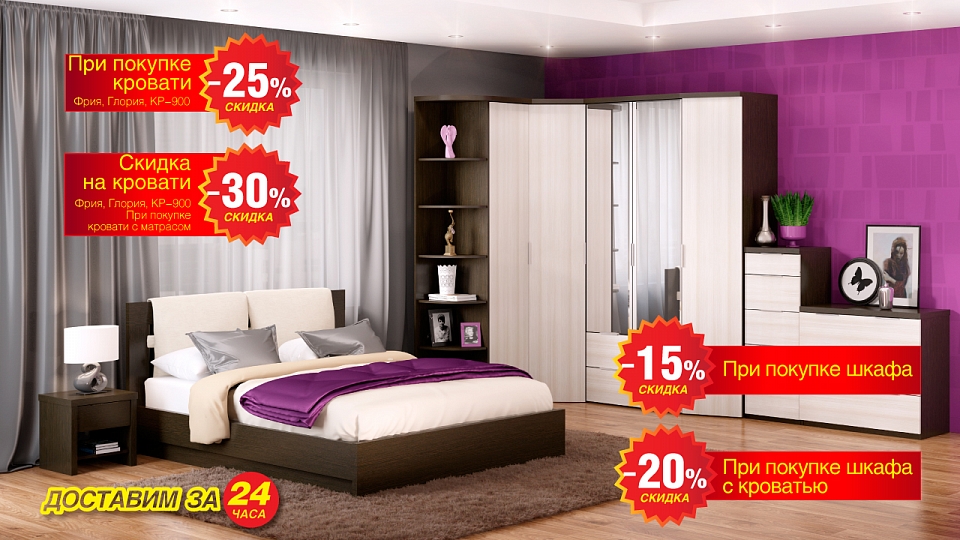 При покупке
кровати
Фрия, Глория, КР-900
-25%
СКИДКА
Скидка
на кровати
Фрия, Глория, КР-900
При покупке
кровати с матрасом
-30%
СКИДКА
-15%
СКИДКА
При покупке шкафа
-20%
СКИДКА
При покупке шкафа
с кроватью
ДОСТАВИМ ЗА 24
ЧАСА